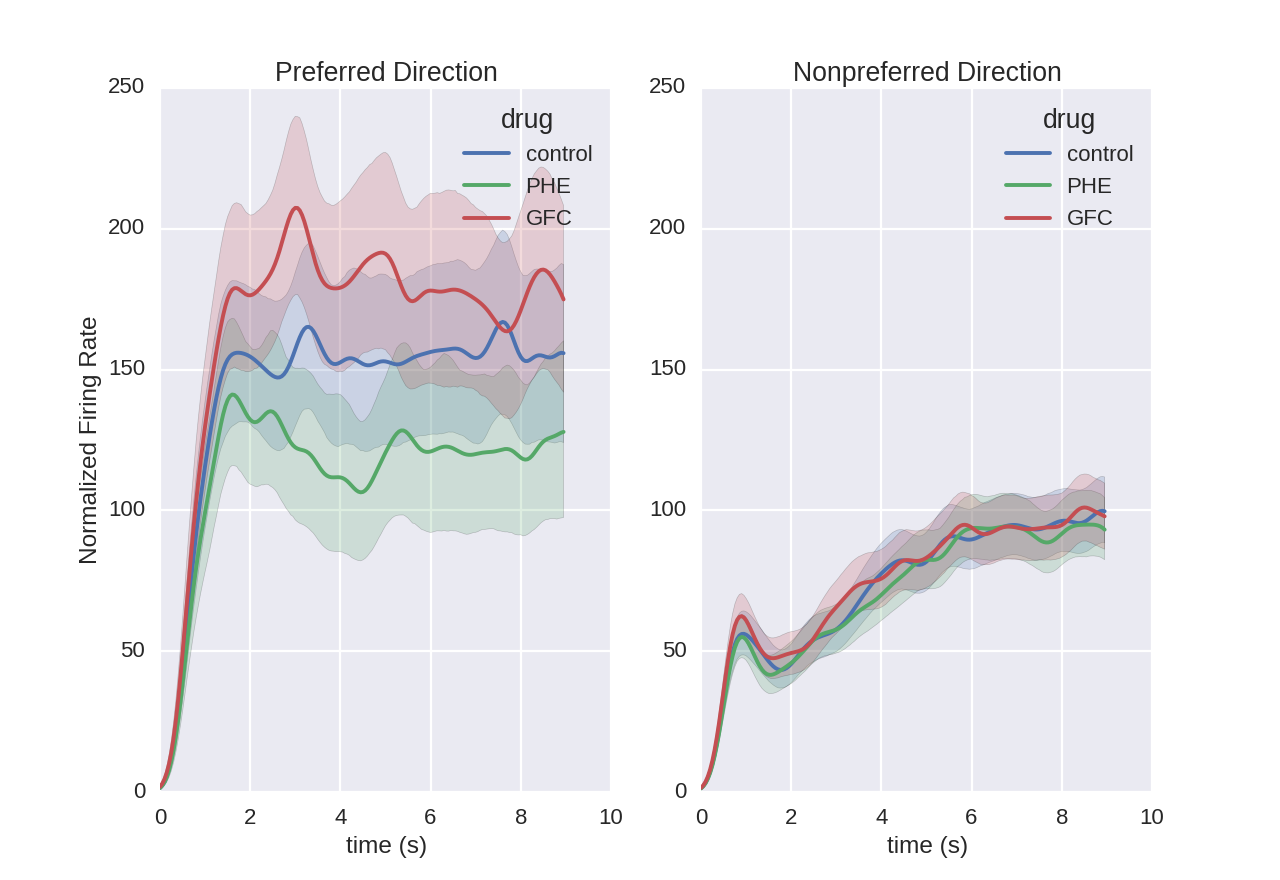 Preferred Direction
250
200
150
100
50
0
0 2 4 6 8 10
time (s)
Normalized Firing Rate
drug
control
PHE
GFC
Nonpreferred Direction
250
200
150
100
50
0
0 2 4 6 8 10
time (s)
drug
control
PHE
GFC